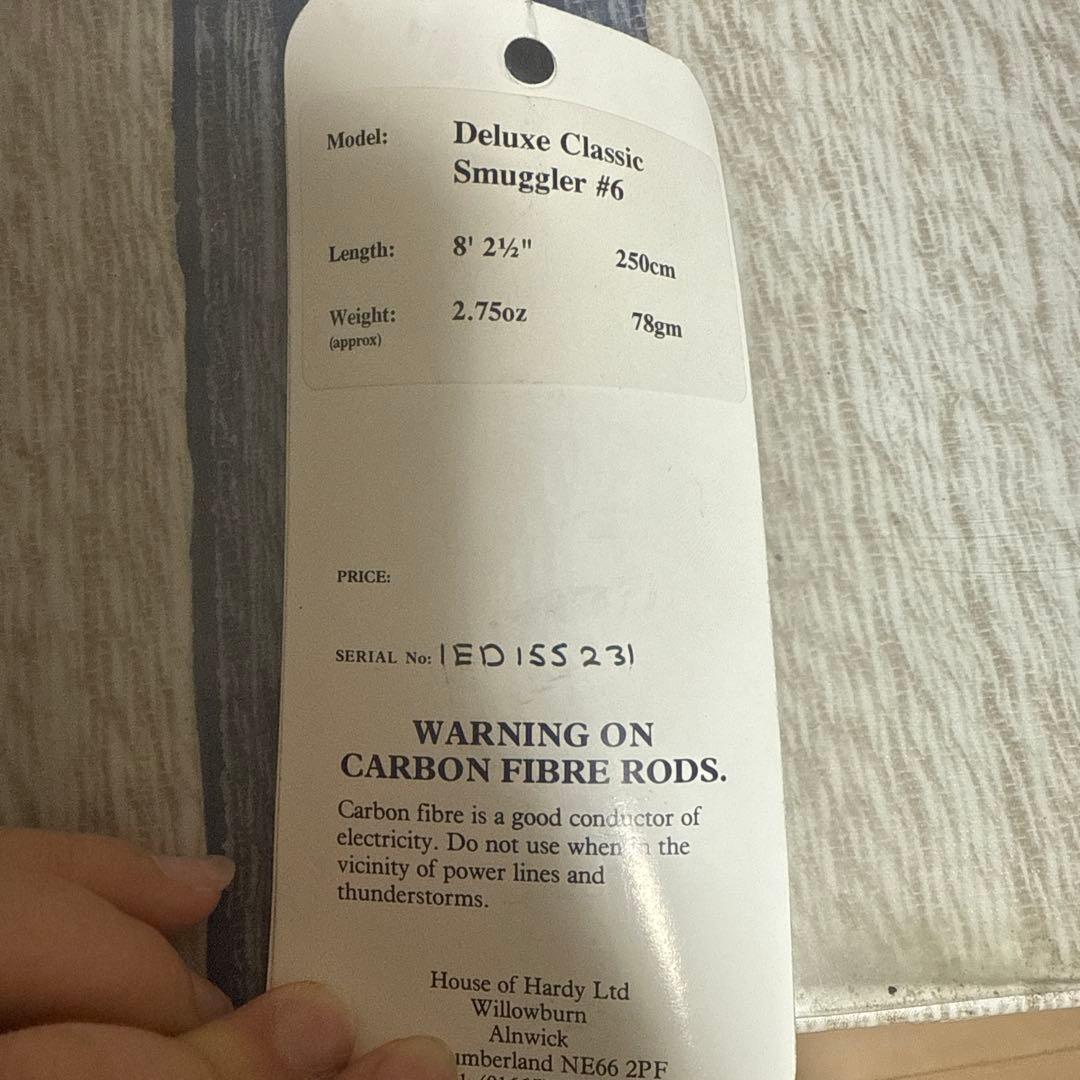 Model: Deluxe Classic
Smuggler #6
Length: 8' 2½" 250cm
Weight: 2.75oz 78gm
(approx)
PRICE:
SERIAL No: 1ED155231
WARNING ON
CARBON FIBRE RODS.
Carbon fibre is a good conductor of
electricity. Do not use when the
vicinity of power lines and
thunderstorms.
House of Hardy Ltd
Willowburn
Alnwick
umberland NE66 2PF